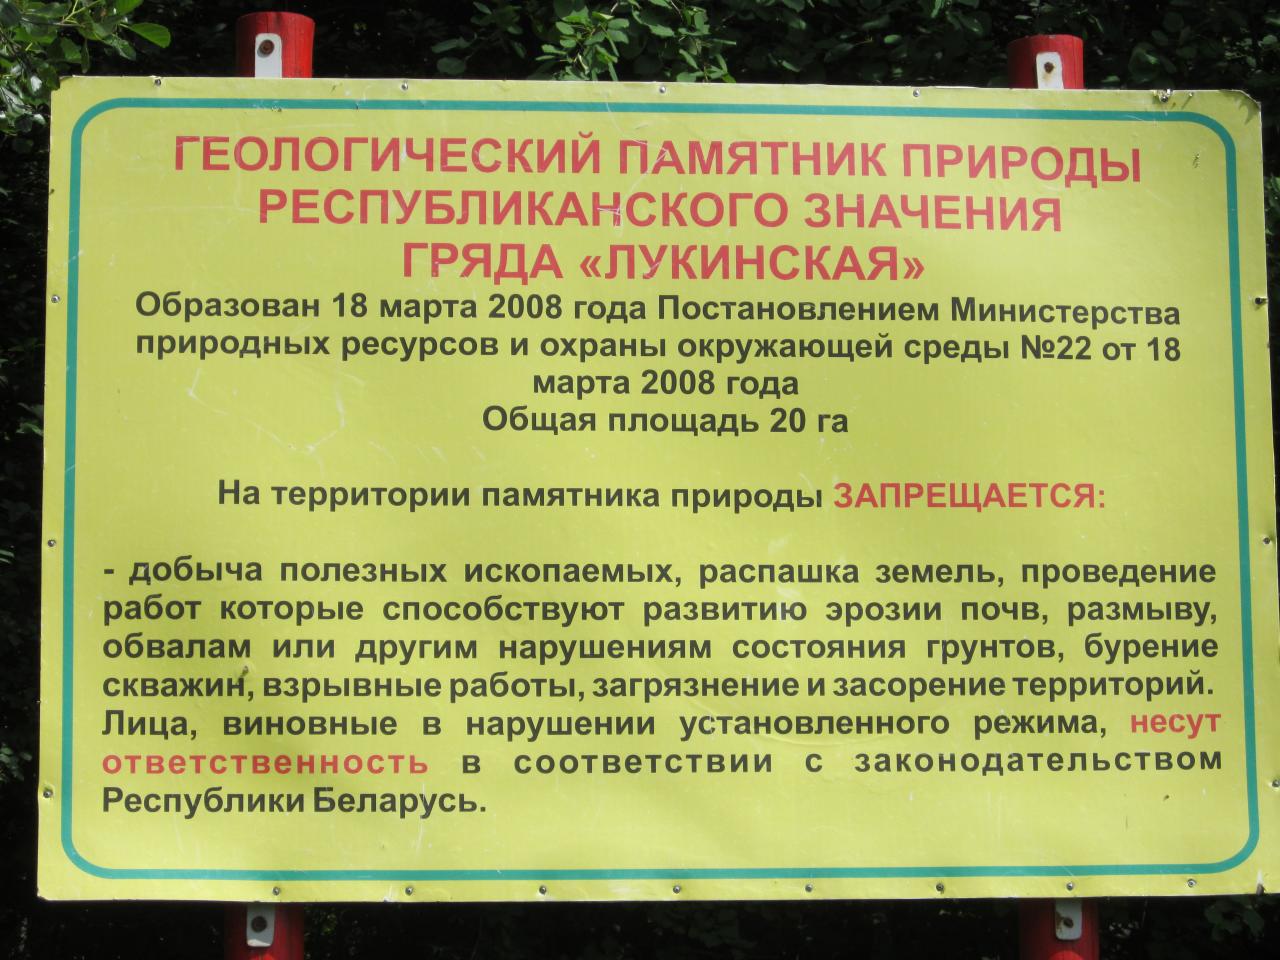 ГЕОЛОГИЧЕСКИЙ ПАМЯТНИК ПРИРОДЫ
РЕСПУБЛИКАНСКОГО ЗНАЧЕНИЯ
ГРЯДА «ЛУКИНСКАЯ»
Образован 18 марта 2008 года Постановлением Министерства
природных ресурсов и охраны окружающей среды №22 от 18
марта 2008 года
Общая площадь 20 га
На территории памятника природы ЗАПРЕЩАЕТСЯ:
- добыча полезных ископаемых, распашка земель, проведение
работ которые способствуют развитию эрозии почв, размыву,
обвалам или другим нарушениям состояния грунтов, бурение
скважин, взрывные работы, загрязнение и засорение территорий.
Лица, виновные в нарушении установленного режима, несут
ответственность в соответствии с законодательством
Республики Беларусь.